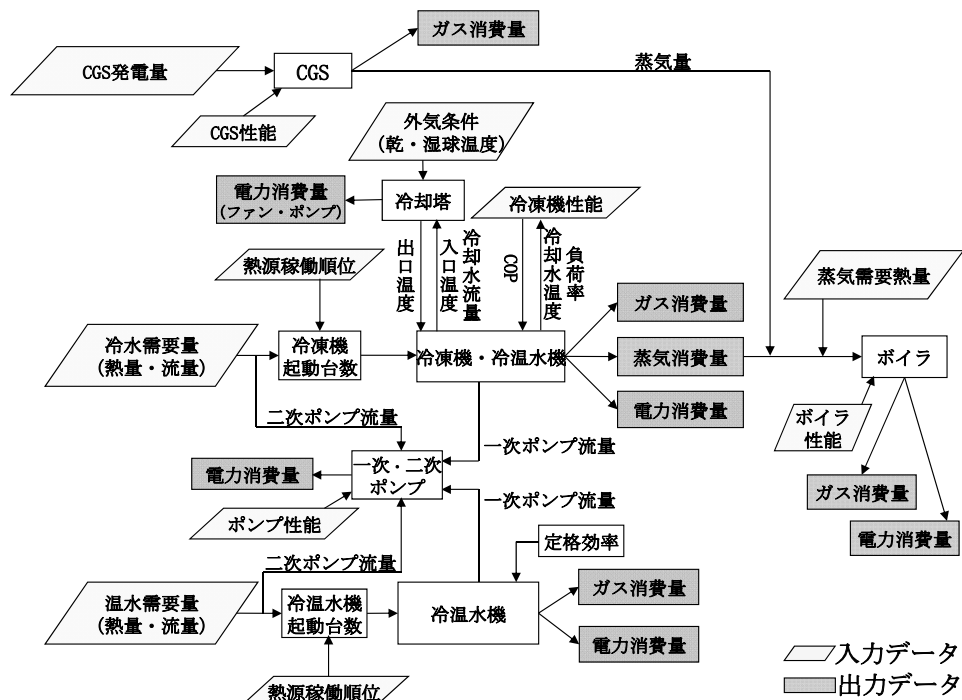 ガス消費量
CGS発電量
CGS
蒸気量
CGS性能
外気条件
(乾・湿球温度)
電力消費量
(ファン・ポンプ)
冷却塔
冷凍機性能
出口温度
入口温度
冷却水流量
COP
冷却水温度
負荷率
熱源稼働順位
蒸気需要熱量
ガス消費量
冷水需要量
(熱量・流量)
冷凍機
起動台数
冷凍機・冷温水機
蒸気消費量
ボイラ
電力消費量
二次ポンプ流量
ボイラ
性能
一次ポンプ流量
電力消費量
一次・二次
ポンプ
ガス消費量
一次ポンプ流量
ポンプ性能
電力消費量
定格効率
二次ポンプ流量
ガス消費量
温水需要量
(熱量・流量)
冷温水機
起動台数
冷温水機
電力消費量
入力データ
熱源稼働順位
出力データ